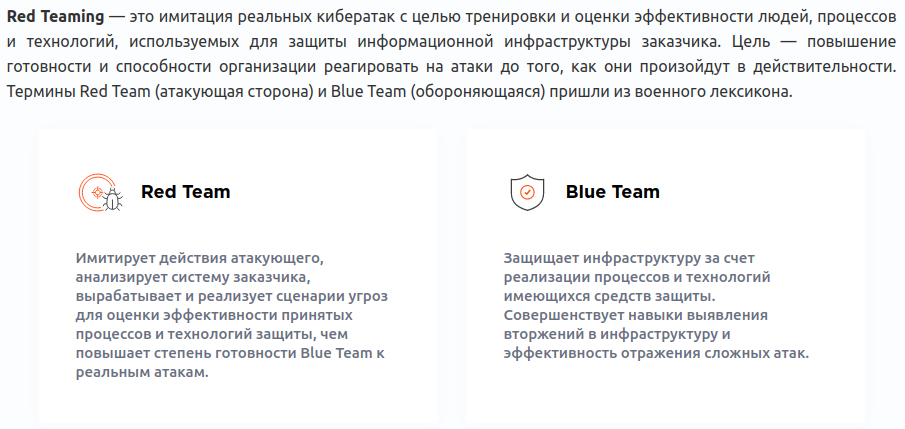 Red Teaming — это имитация реальных кибератак с целью тренировки и оценки эффективности людей, процессов
и технологий, используемых для защиты информационной инфраструктуры заказчика. Цель — повышение
готовности и способности организации реагировать на атаки до того, как они произойдут в действительности.
Термины Red Team (атакующая сторона) и Blue Team (обороняющаяся) пришли из военного лексикона.
Red Team
Имитирует действия атакующего,
анализирует систему заказчика,
вырабатывает и реализует сценарии угроз
для оценки эффективности принятых
процессов и технологий защиты, чем
повышает степень готовности Blue Team к
реальным атакам.
Blue Team
Защищает инфраструктуру за счет
реализации процессов и технологий
имеющихся средств защиты.
Совершенствует навыки выявления
вторжений в инфраструктуру и
эффективность отражения сложных атак.